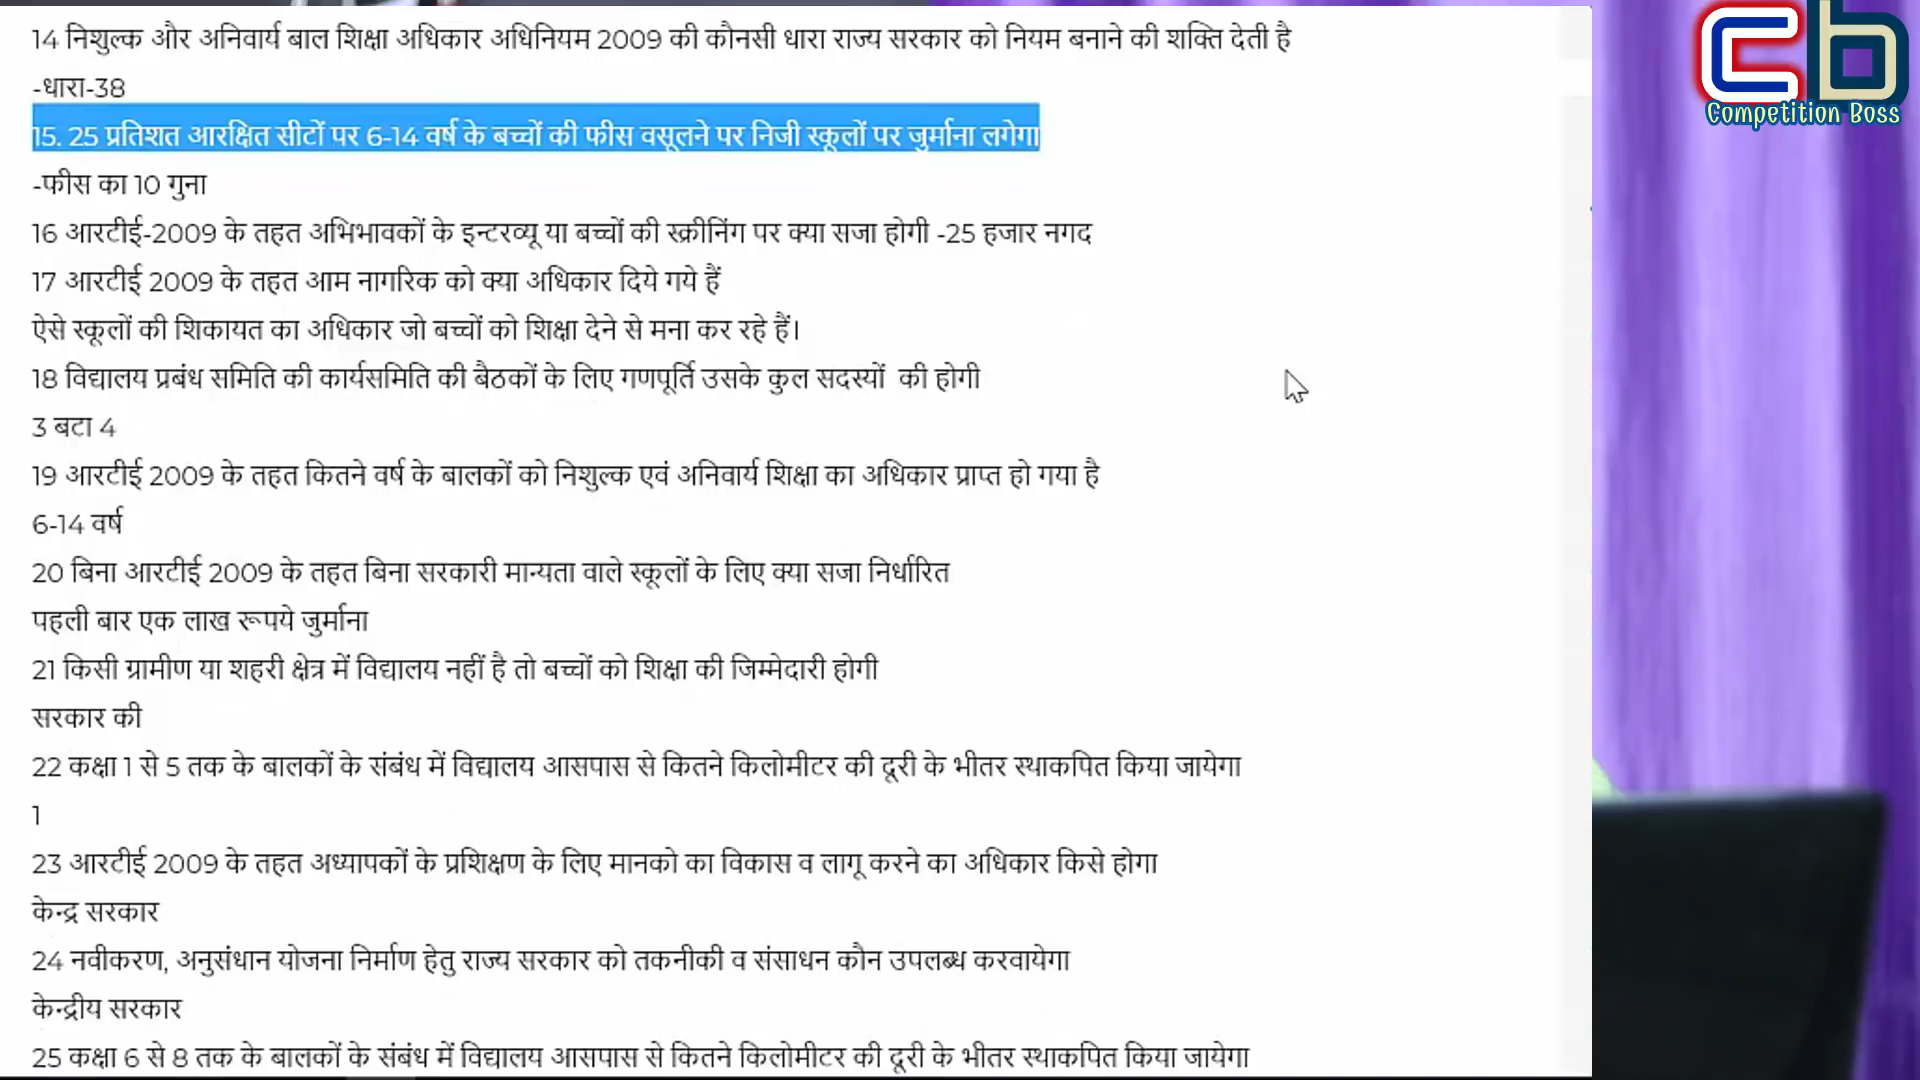 14 निशुल्क और अनिवार्य बाल शिक्षा अधिकार अधिनियम 2009 की कौनसी धारा राज्य सरकार को नियम बनाने की शक्ति देती है
-धारा-38
15. 25 प्रतिशत आरक्षित सीटों पर 6-14 वर्ष के बच्चों की फीस वसूलने पर निजी स्कूलों पर जुर्माना लगेगा
-फीस का 10 गुना
16 आरटीई-2009 के तहत अभिभावकों के इन्टरव्यू या बच्चों की स्क्रीनिंग पर क्या सजा होगी -25 हजार नगद
17 आरटीई 2009 के तहत आम नागरिक को क्या अधिकार दिये गये हैं
ऐसे स्कूलों की शिकायत का अधिकार जो बच्चों को शिक्षा देने से मना कर रहे हैं।
18 विद्यालय प्रबंध समिति की कार्यसमिति की बैठकों के लिए गणपूर्ति उसके कुल सदस्यों की होगी
3 बटा 4
19 आरटीई 2009 के तहत कितने वर्ष के बालकों को निशुल्क एवं अनिवार्य शिक्षा का अधिकार प्राप्त हो गया है
6-14 वर्ष
20 बिना आरटीई 2009 के तहत बिना सरकारी मान्यता वाले स्कूलों के लिए क्या सजा निर्धारित
पहली बार एक लाख रूपये जुर्माना
21 किसी ग्रामीण या शहरी क्षेत्र में विद्यालय नहीं है तो बच्चों को शिक्षा की जिम्मेदारी होगी
सरकार की
22 कक्षा 1 से 5 तक के बालकों के संबंध में विद्यालय आसपास से कितने किलोमीटर की दूरी के भीतर स्थाकपित किया जायेगा
1
23 आरटीई 2009 के तहत अध्यापकों के प्रशिक्षण के लिए मानको का विकास व लागू करने का अधिकार किसे होगा
केन्द्र सरकार
24 नवीकरण, अनुसंधान योजना निर्माण हेतु राज्य सरकार को तकनीकी व संसाधन कौन उपलब्ध करवायेगा
केन्द्रीय सरकार
25 कक्षा 6 से 8 तक के बालकों के संबंध में विद्यालय आसपास से कितने किलोमीटर की दूरी के भीतर स्थाकपित किया जायेगा
cb
Competition Boss